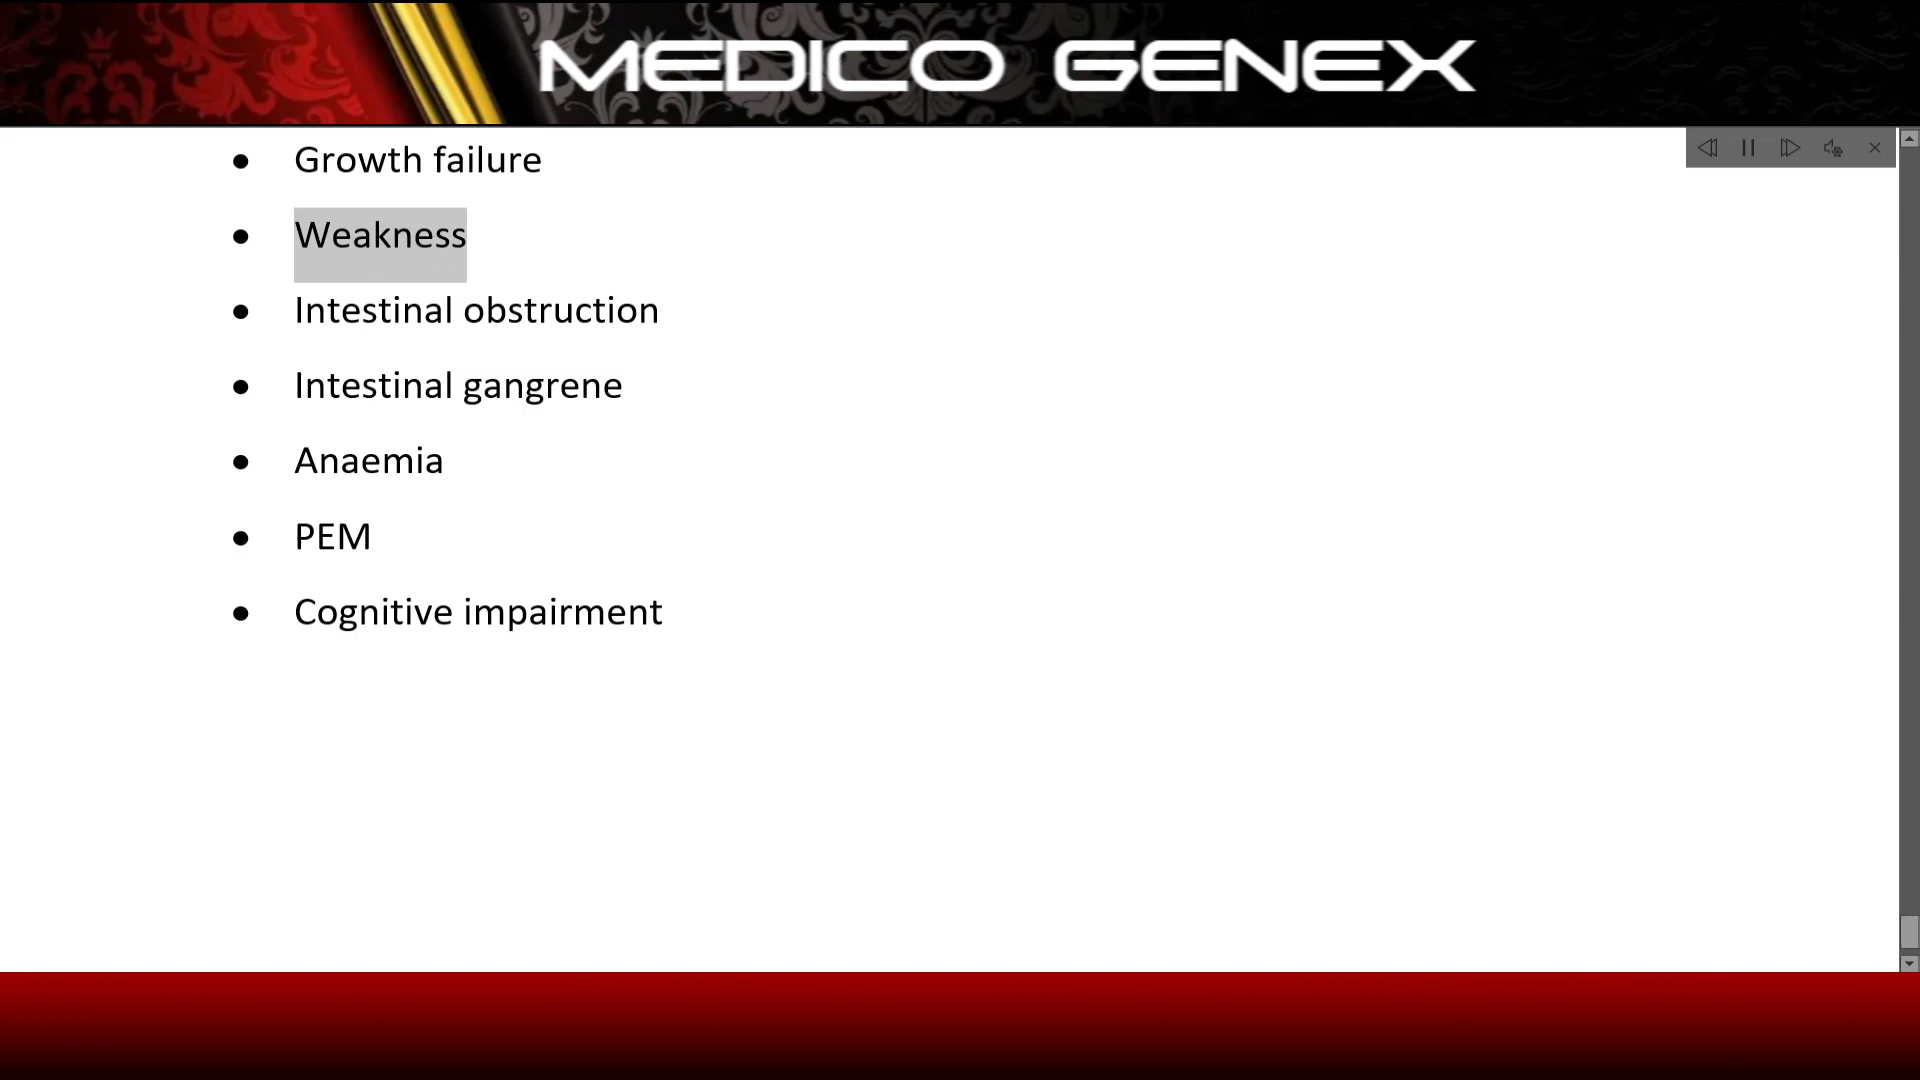 MEDICO GENEX
• Growth failure
• Weakness
• Intestinal obstruction
• Intestinal gangrene
• Anaemia
• PEM
• Cognitive impairment